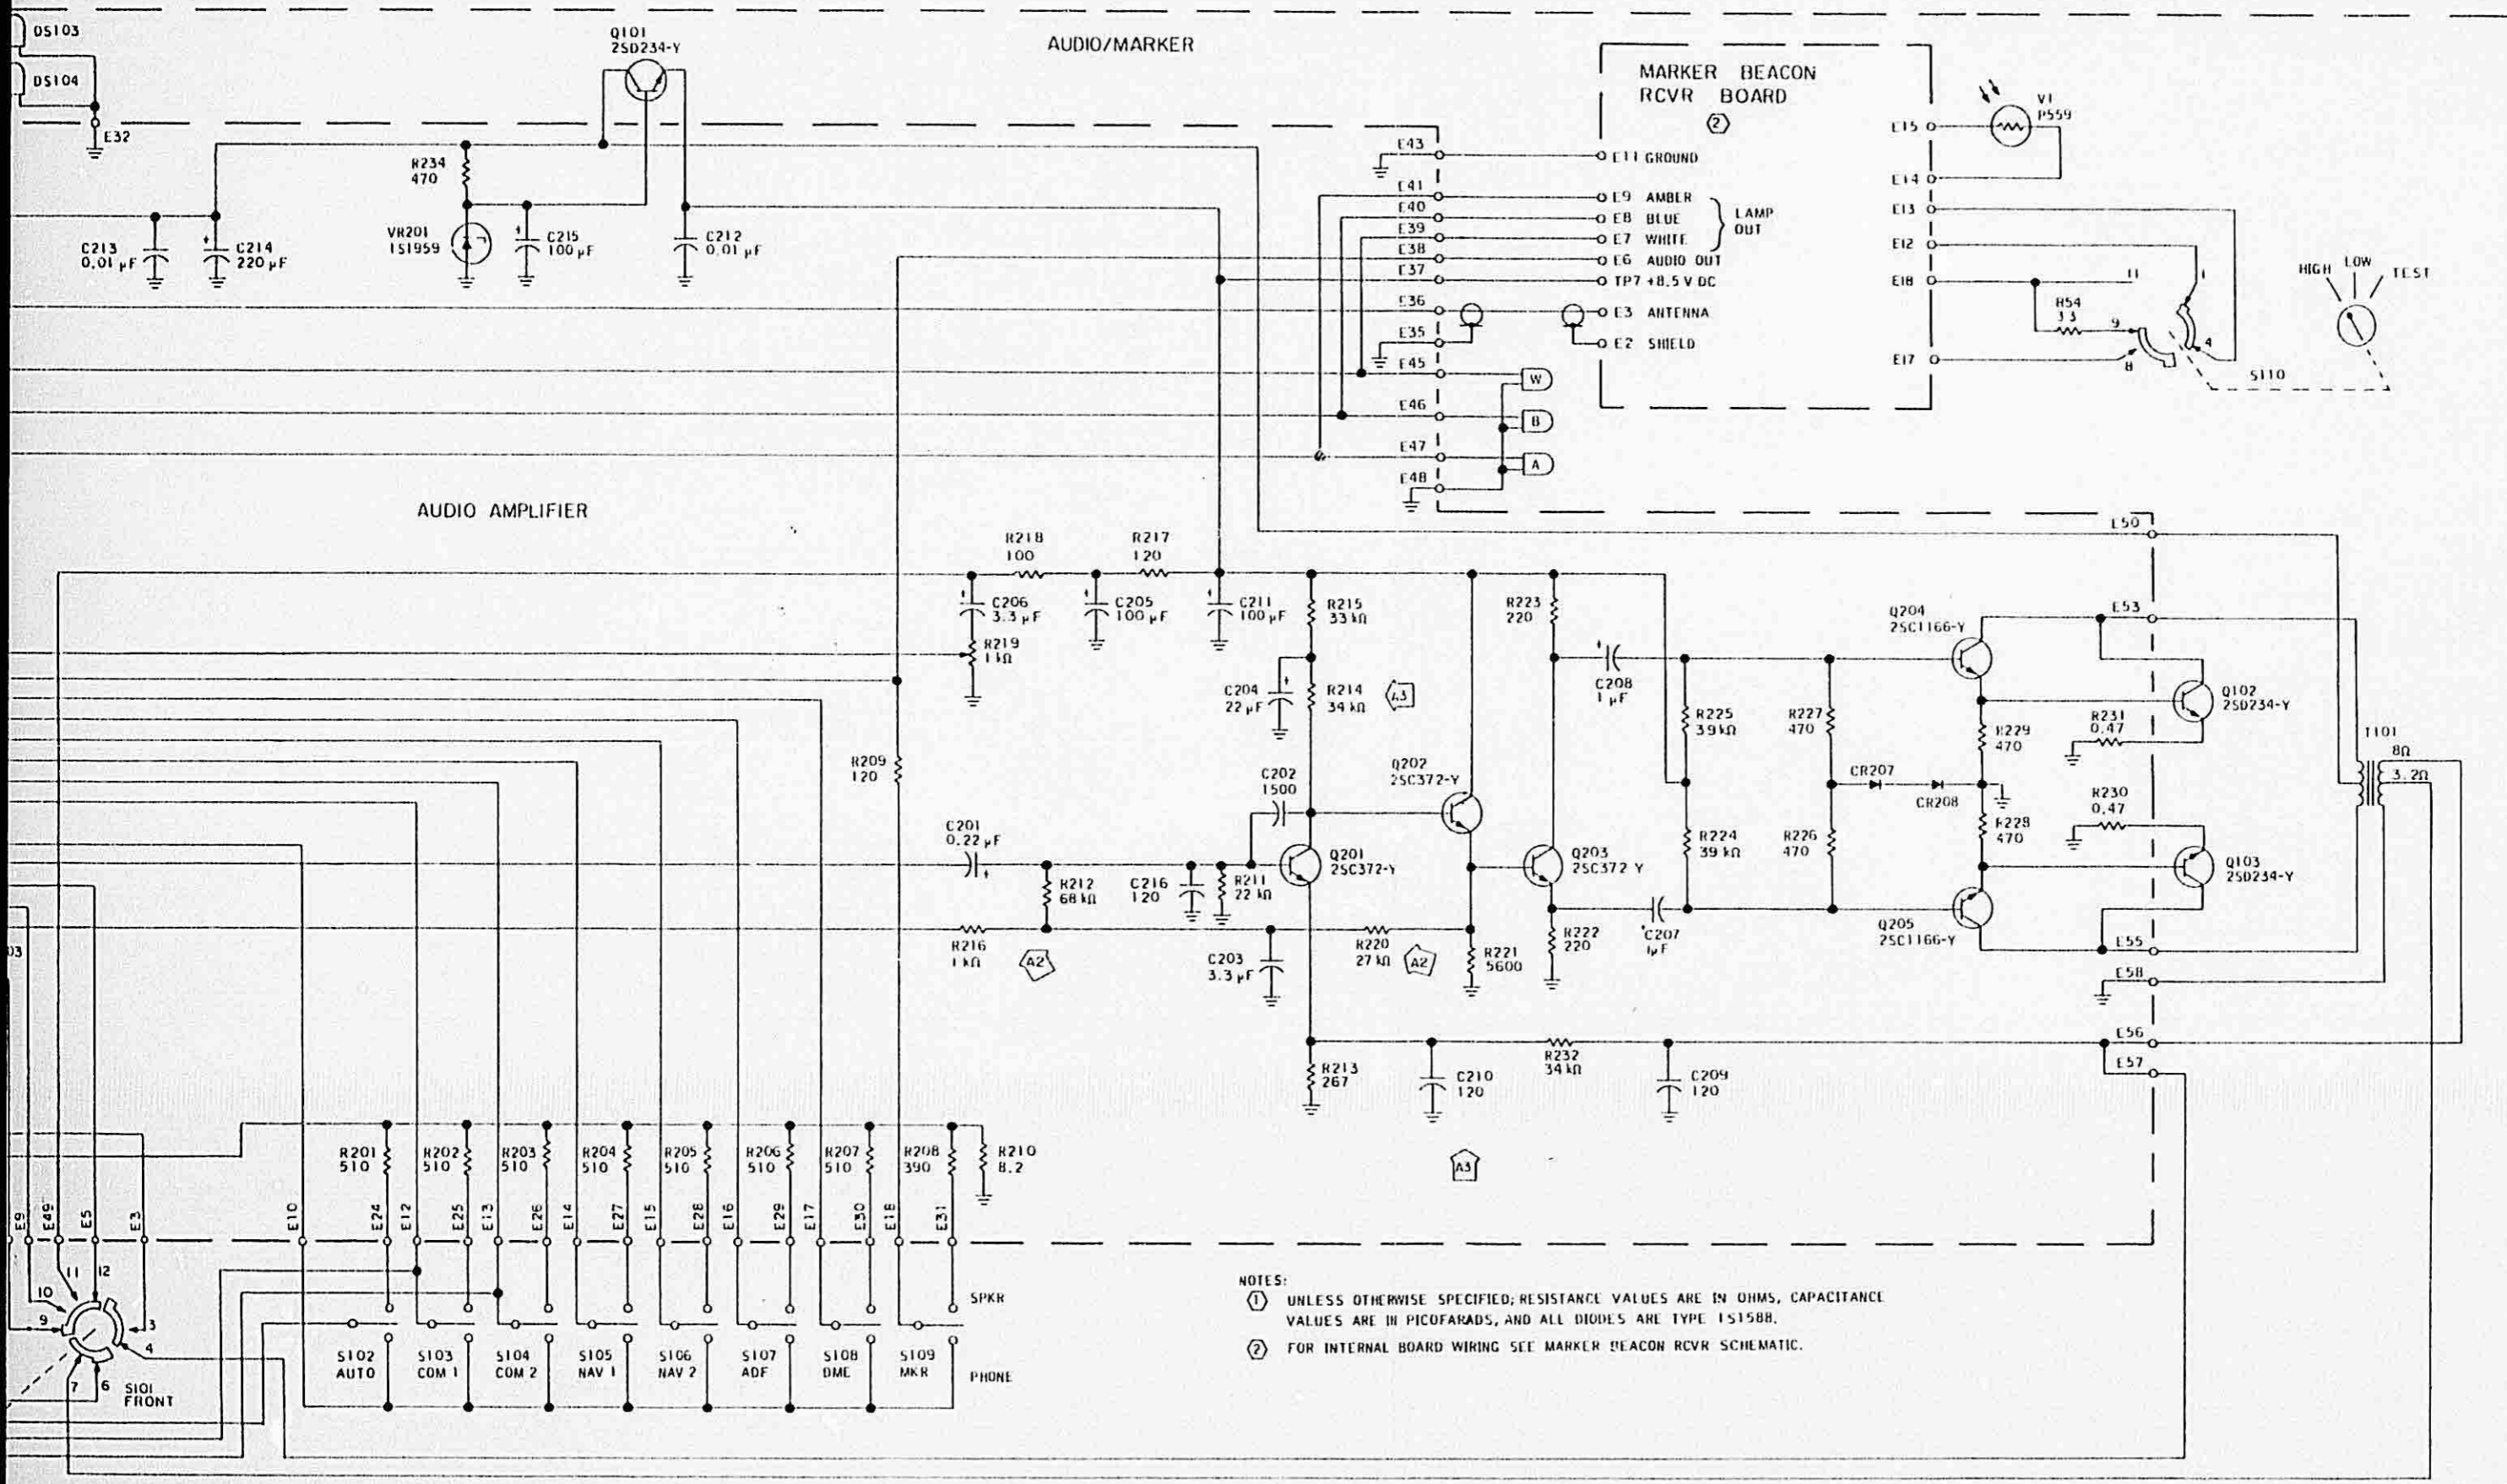 DS103
DS104
E32
Q101
2SD234-Y
AUDIO/MARKER
R234
470
VR201
1S1959
C213
0.01 µF
C214
220 µF
C215
100 µF
C212
0.01 µF
MARKER BEACON
RCVR BOARD
2
E43
E41
E40
E39
E38
E37
E36
E35
E45
E46
E47
E48
E11 GROUND
E9 AMBER
E8 BLUE
E7 WHITE
LAMP
OUT
E6 AUDIO OUT
TP7 +8.5 V DC
E3 ANTENNA
E2 SHIELD
W
B
A
E15
E14
E13
E12
E18
E17
V1
P559
11
1
R54
33
9
4
8
S110
HIGH
LOW
TEST
AUDIO AMPLIFIER
E50
R218
100
R217
120
C206
3.3 µF
C205
100 µF
C211
100 µF
R219
1 kΩ
R215
33 kΩ
R223
220
C204
22 µF
R214
34 kΩ
A3
C208
1 µF
Q204
2SC1166-Y
E53
R225
39 kΩ
R227
470
R229
470
R231
0.47
Q102
2SD234-Y
T101
8Ω
3.2Ω
R209
120
C202
1500
Q202
2SC372-Y
CR207
CR208
R230
0.47
C201
0.22 µF
R224
39 kΩ
R226
470
R228
470
R212
68 kΩ
C216
120
R211
22 kΩ
Q201
2SC372-Y
Q203
2SC372 Y
Q103
2SD234-Y
R216
1 kΩ
A2
C203
3.3 µF
R220
27 kΩ
A2
R221
5600
R222
220
C207
1µF
Q205
2SC1166-Y
E55
E58
E56
E57
03
R213
267
C210
120
R232
34 kΩ
C209
120
A3
R201
510
R202
510
R203
510
R204
510
R205
510
R206
510
R207
510
R208
390
R210
8.2
E9
E49
E5
E3
E10
E24
E12
E25
E13
E26
E14
E27
E15
E28
E16
E29
E17
E30
E18
E31
11
12
10
9
3
4
7
6
S101
FRONT
SPKR
PHONE
S102
AUTO
S103
COM 1
S104
COM 2
S105
NAV 1
S106
NAV 2
S107
ADF
S108
DME
S109
MKR
NOTES:
1 UNLESS OTHERWISE SPECIFIED; RESISTANCE VALUES ARE IN OHMS, CAPACITANCE
VALUES ARE IN PICOFARADS, AND ALL DIODES ARE TYPE 1S1588.
2 FOR INTERNAL BOARD WIRING SEE MARKER BEACON RCVR SCHEMATIC.